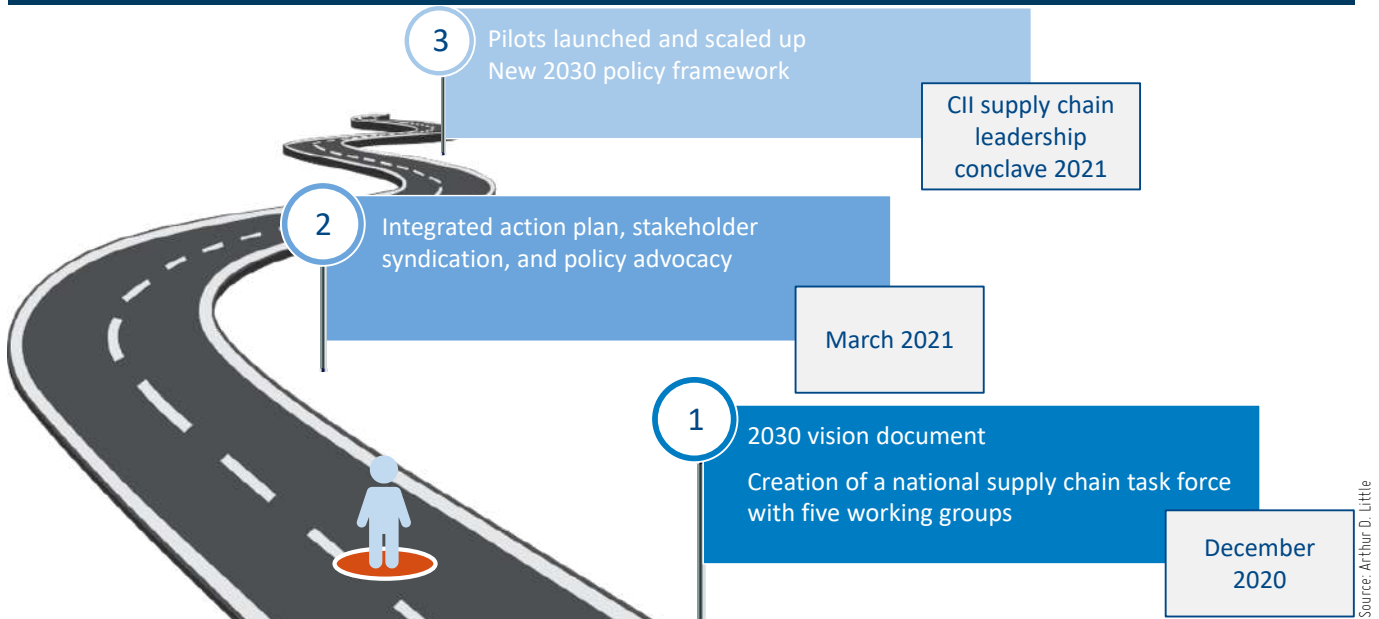 3
Pilots launched and scaled up
New 2030 policy framework
CII supply chain
leadership
conclave 2021
2
Integrated action plan, stakeholder
syndication, and policy advocacy
March 2021
1
2030 vision document
Creation of a national supply chain task force
with five working groups
December
2020
Source: Arthur D. Little